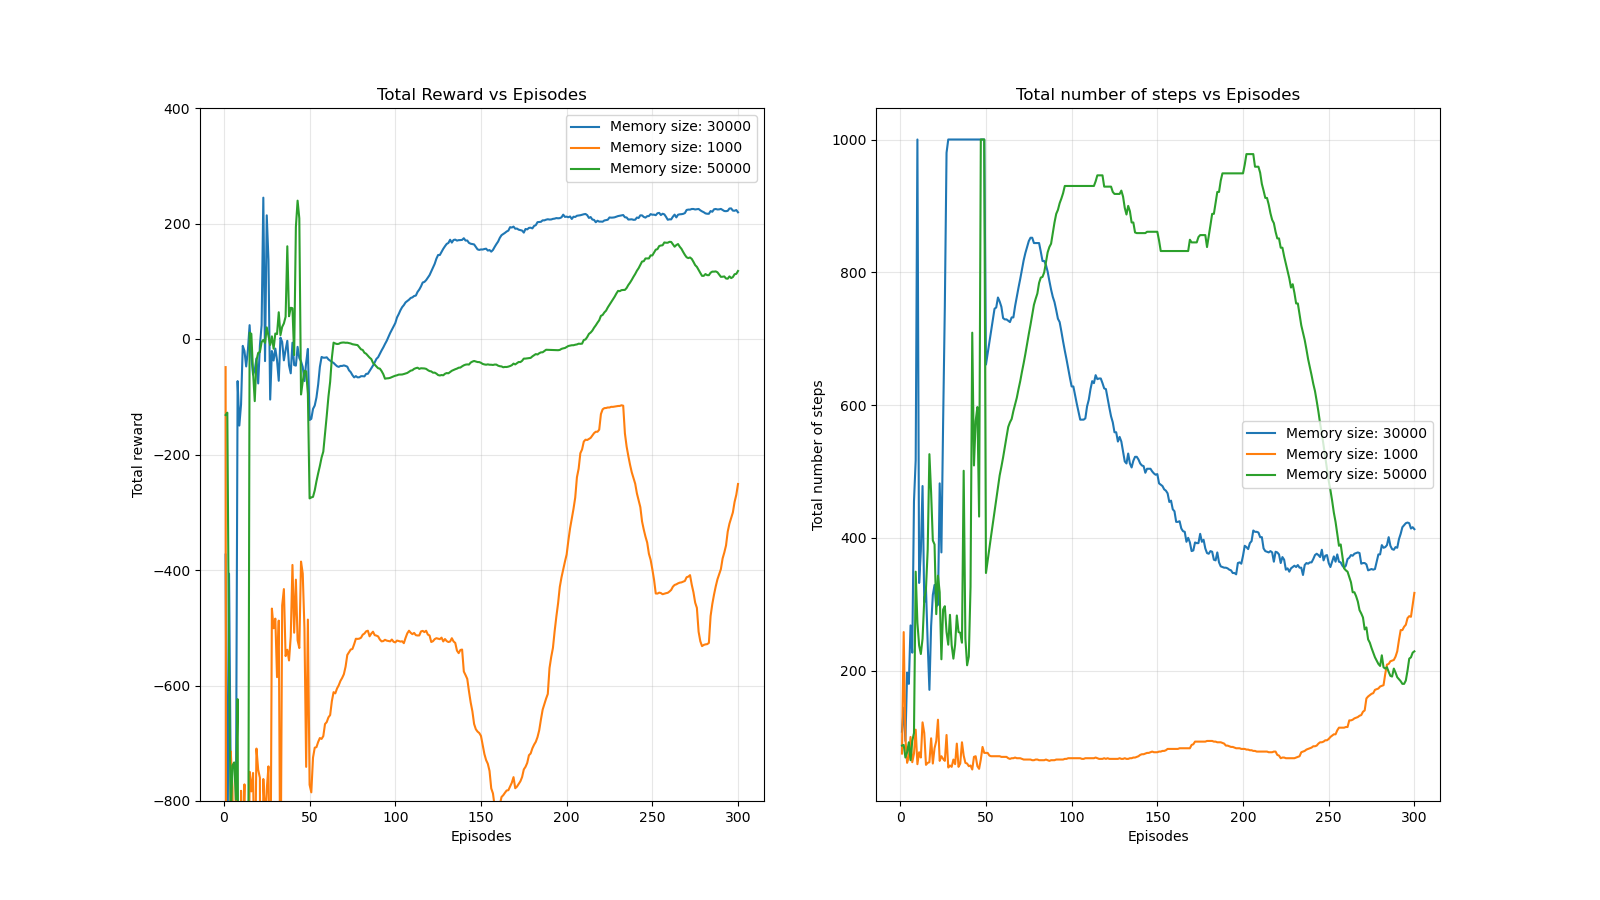 Total Reward vs Episodes
400
200
0
−200
−400
−600
−800
Total reward
0
50
100
150
200
250
300
Episodes
Memory size: 30000
Memory size: 1000
Memory size: 50000
Total number of steps vs Episodes
1000
800
600
400
200
Total number of steps
0
50
100
150
200
250
300
Episodes
Memory size: 30000
Memory size: 1000
Memory size: 50000